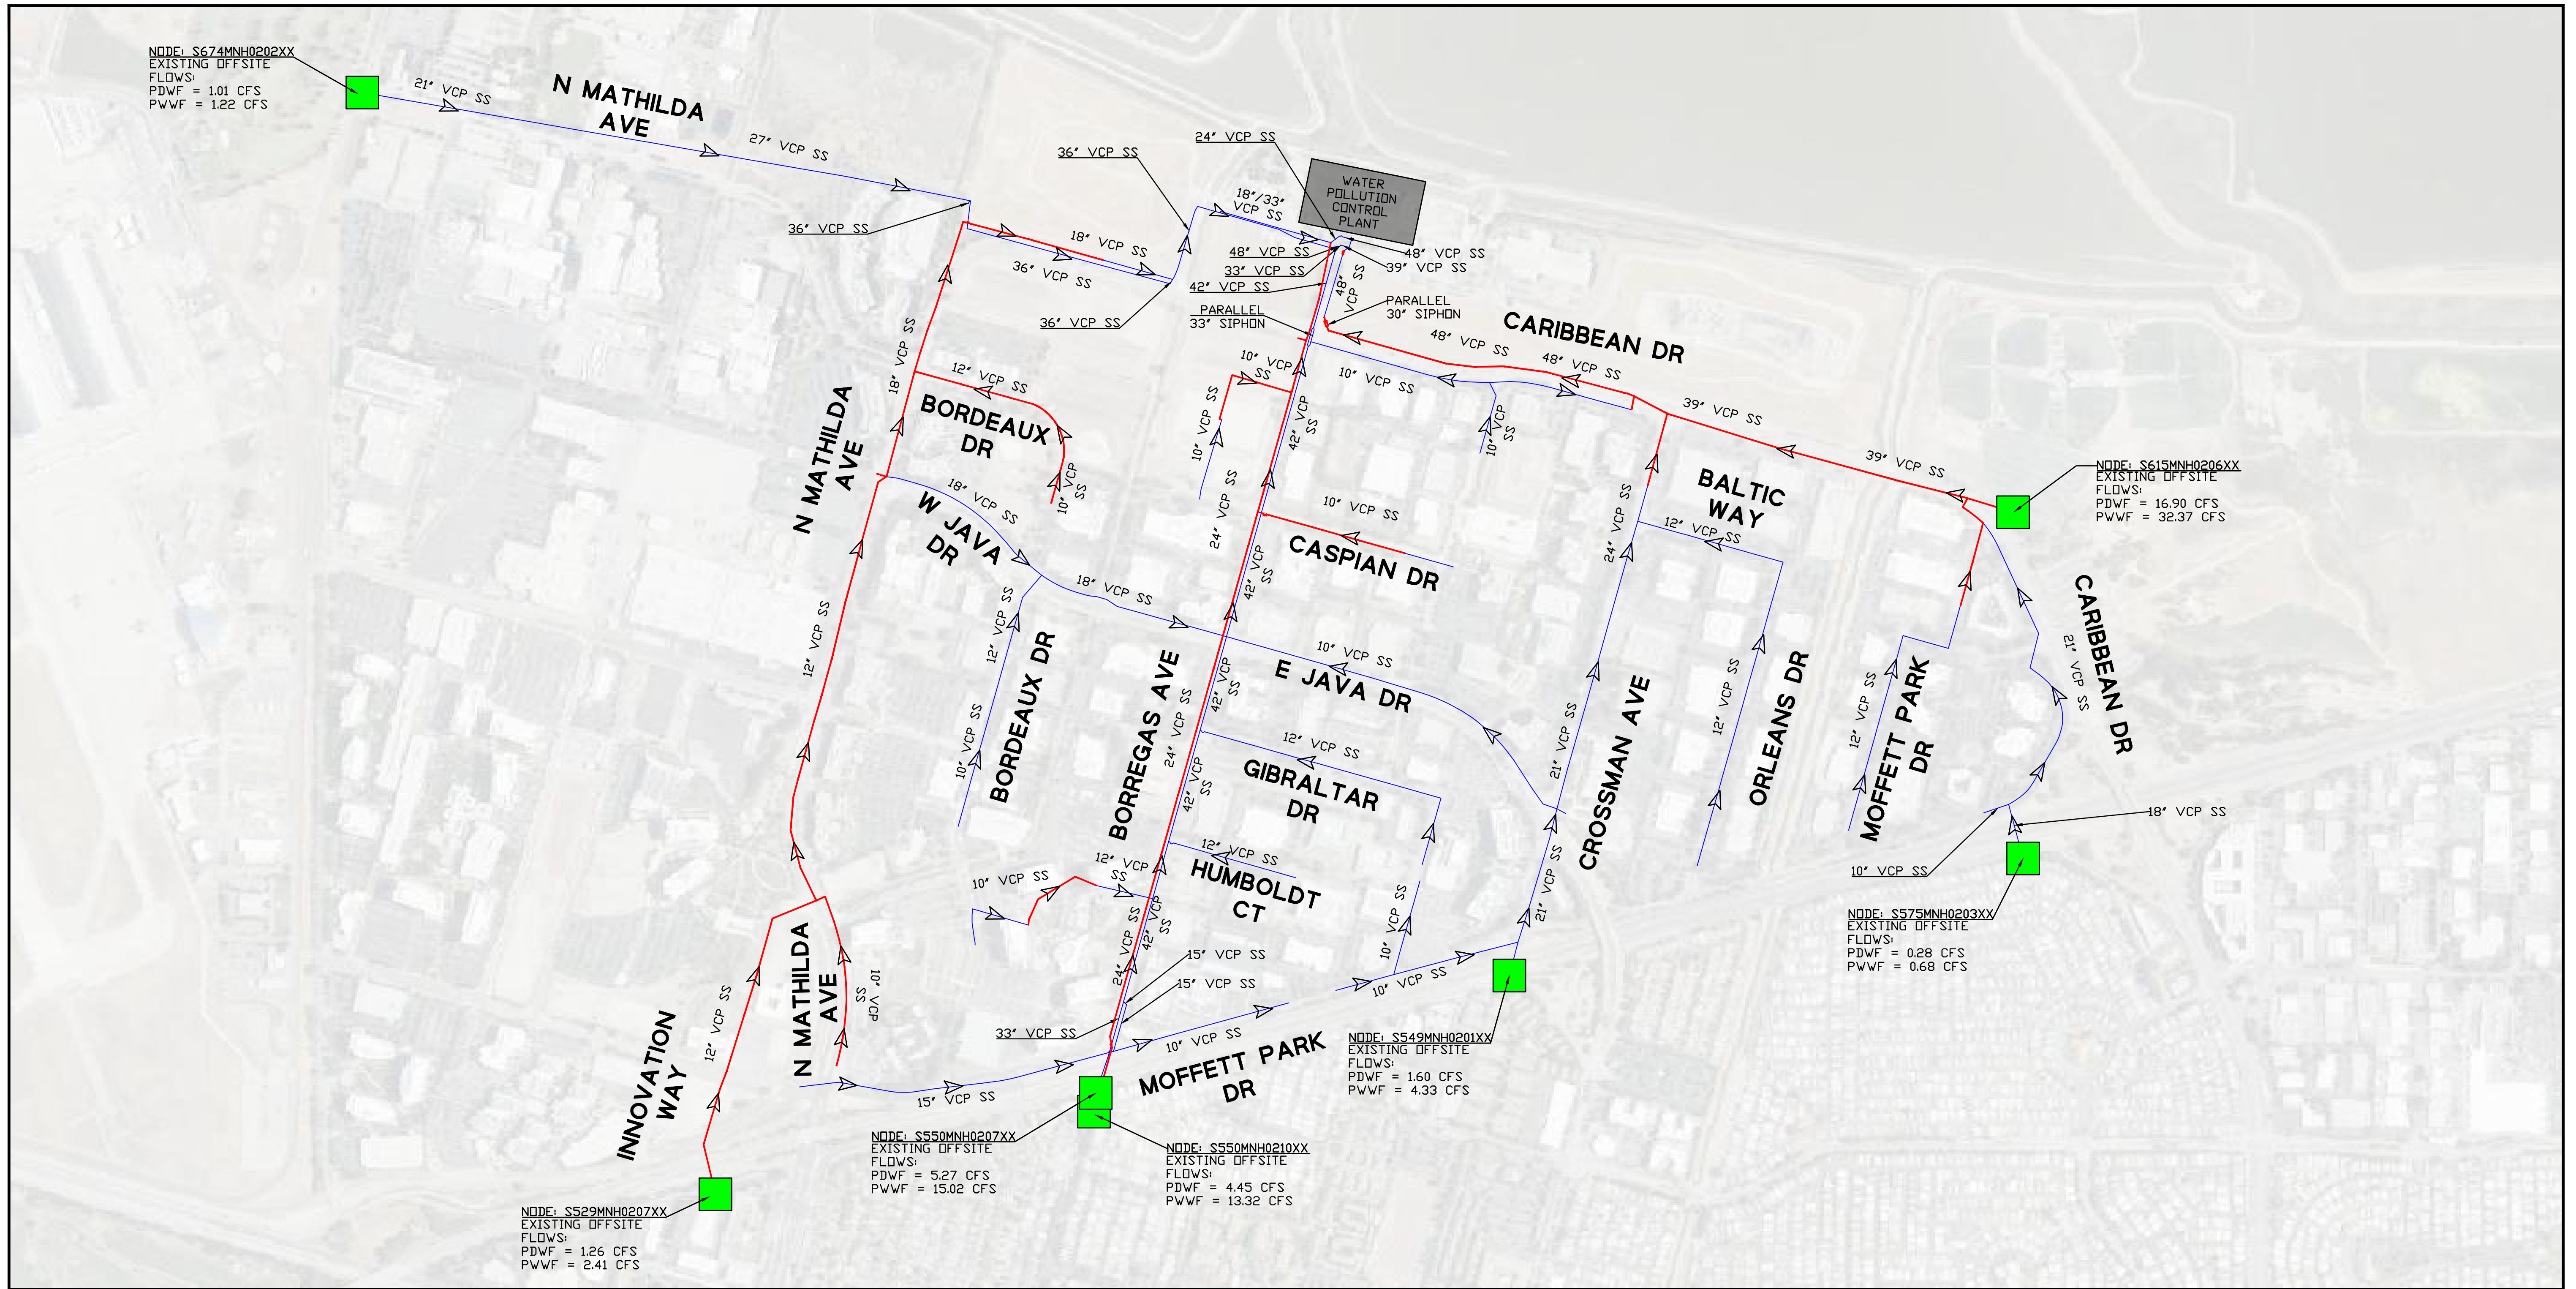 NODE: S674MNH0202XX
EXISTING OFFSITE
FLOWS:
PDWF = 1.01 CFS
PWWF = 1.22 CFS
21" VCP SS
N MATHILDA
AVE
27" VCP SS
36" VCP SS
18" VCP SS
36" VCP SS
36" VCP SS
36" VCP SS
24" VCP SS
18"/33"
VCP SS
WATER
POLLUTION
CONTROL
PLANT
48" VCP SS
33" VCP SS
42" VCP SS
PARALLEL
33" SIPHON
48" VCP SS
39" VCP SS
48"
VCP SS
PARALLEL
30" SIPHON
CARIBBEAN DR
48" VCP SS
48" VCP SS
10" VCP SS
10" VCP
SS
39" VCP SS
39" VCP SS
NODE: S615MNH0206XX
EXISTING OFFSITE
FLOWS:
PDWF = 16.90 CFS
PWWF = 32.37 CFS
18" VCP SS
12" VCP SS
BORDEAUX
DR
10" VCP
SS
N MATHILDA
AVE
18" VCP SS
W JAVA
DR
10" VCP
SS
10" VCP SS
42" VCP
SS
24" VCP SS
42" VCP
SS
10" VCP SS
CASPIAN DR
24" VCP SS
BALTIC
WAY
12" VCP SS
12" VCP SS
12" VCP SS
18" VCP SS
10" VCP SS
BORDEAUX DR
BORREGAS AVE
24" VCP SS
42" VCP
SS
42" VCP
SS
10" VCP SS
E JAVA DR
12" VCP SS
GIBRALTAR
DR
12" VCP SS
HUMBOLDT
CT
21" VCP SS
21" VCP SS
CROSSMAN AVE
12" VCP SS
ORLEANS DR
12" VCP SS
MOFFETT PARK
DR
CARIBBEAN DR
21" VCP SS
18" VCP SS
10" VCP SS
NODE: S575MNH0203XX
EXISTING OFFSITE
FLOWS:
PDWF = 0.28 CFS
PWWF = 0.68 CFS
10" VCP SS
12" VCP
SS
24" VCP SS
42" VCP
SS
15" VCP SS
15" VCP SS
33" VCP SS
10" VCP SS
10" VCP SS
10" VCP SS
MOFFETT PARK
DR
NODE: S549MNH0201XX
EXISTING OFFSITE
FLOWS:
PDWF = 1.60 CFS
PWWF = 4.33 CFS
N MATHILDA
AVE
10" VCP
SS
12" VCP SS
INNOVATION
WAY
15" VCP SS
NODE: S550MNH0207XX
EXISTING OFFSITE
FLOWS:
PDWF = 5.27 CFS
PWWF = 15.02 CFS
NODE: S550MNH0210XX
EXISTING OFFSITE
FLOWS:
PDWF = 4.45 CFS
PWWF = 13.32 CFS
NODE: S529MNH0207XX
EXISTING OFFSITE
FLOWS:
PDWF = 1.26 CFS
PWWF = 2.41 CFS